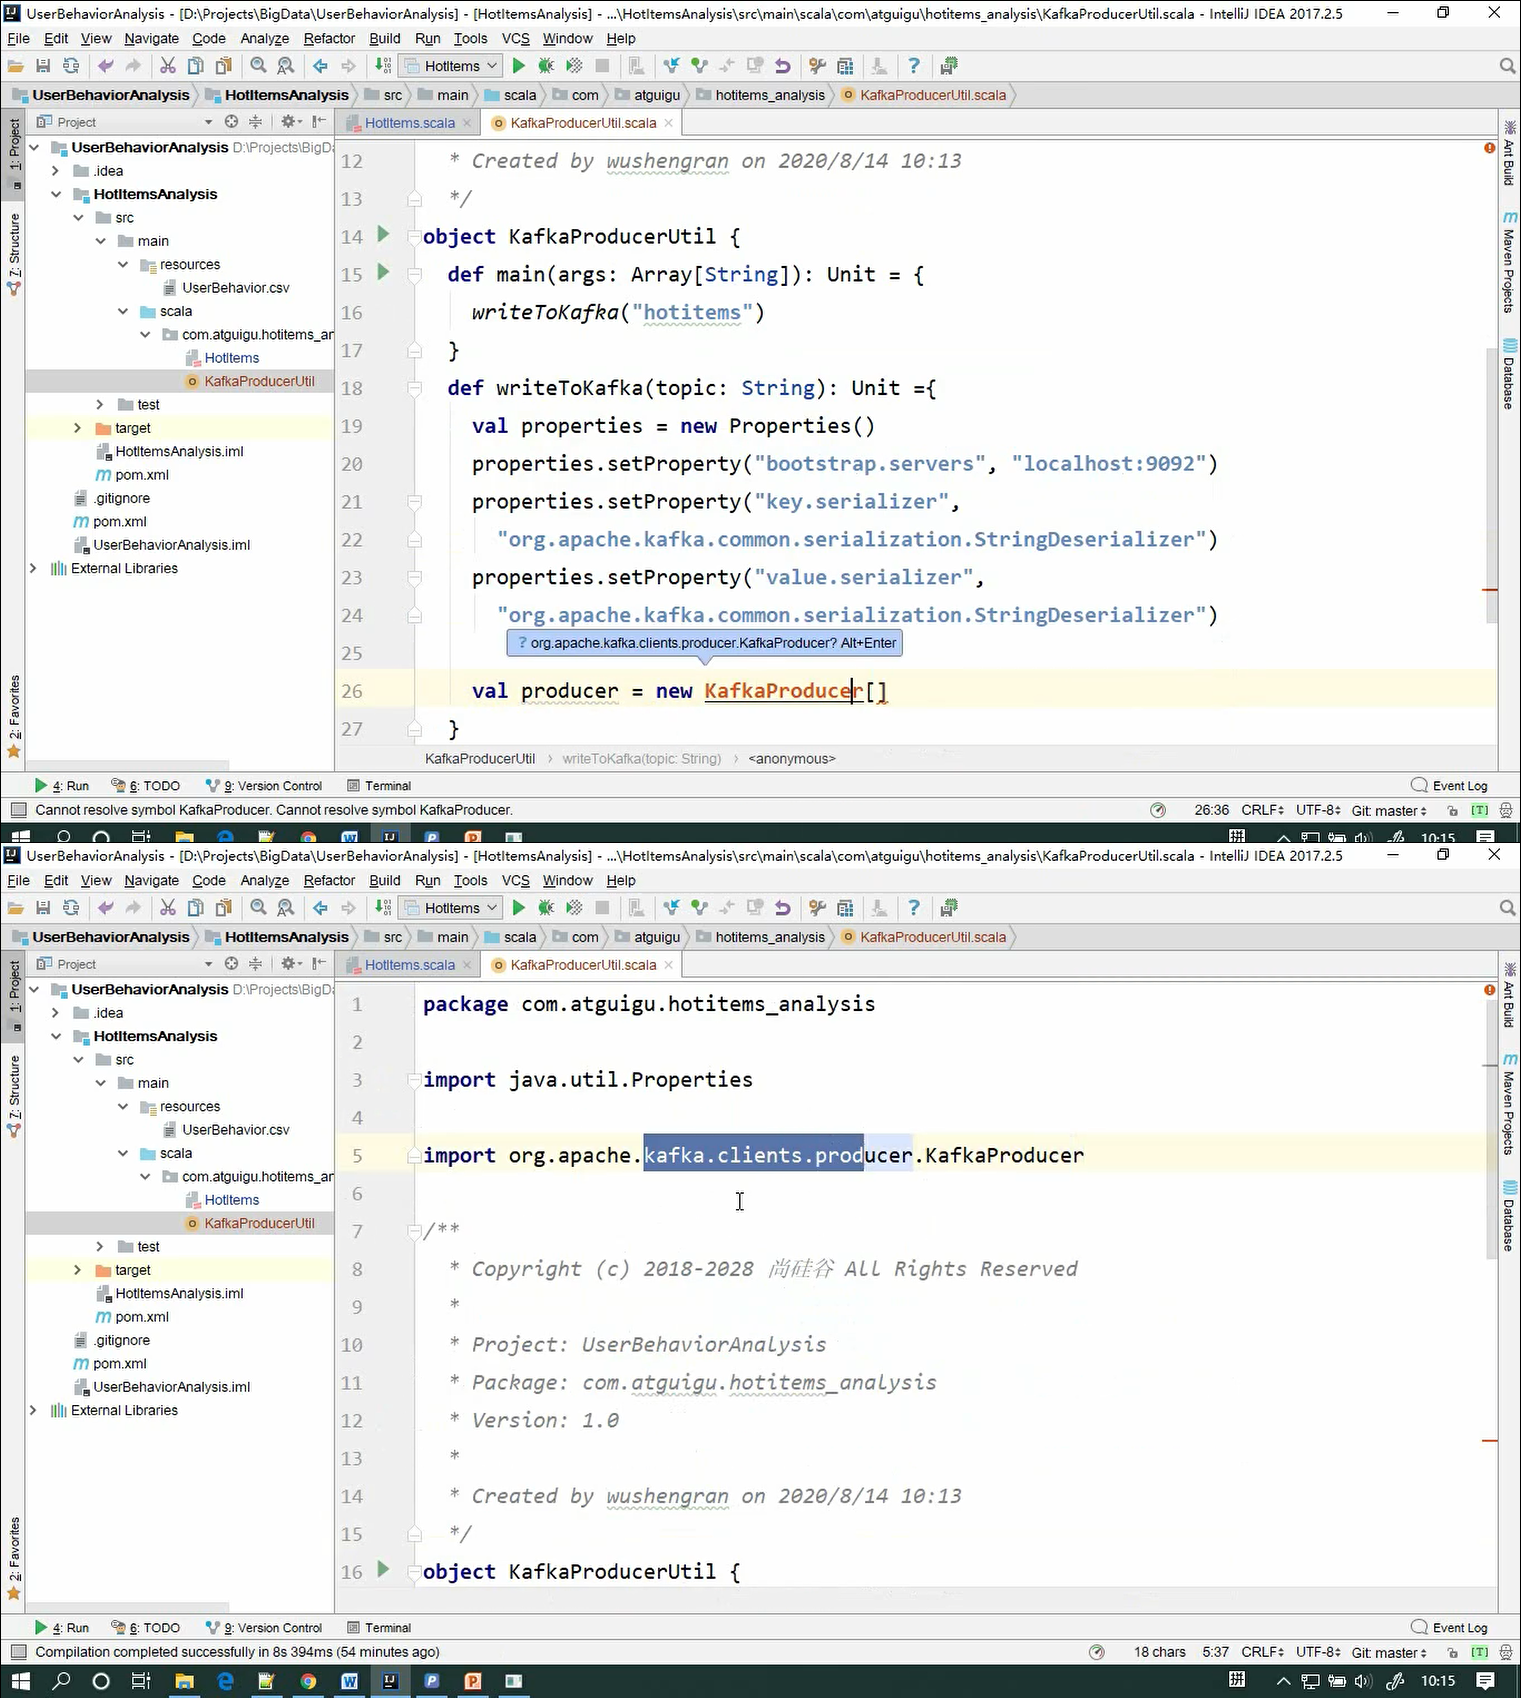 UserBehaviorAnalysis - [D:\Projects\BigData\UserBehaviorAnalysis] - [HotItemsAnalysis] - ...\HotItemsAnalysis\src\main\scala\com\atguigu\hotitems_analysis\KafkaProducerUtil.scala - IntelliJ IDEA 2017.2.5
File Edit View Navigate Code Analyze Refactor Build Run Tools VCS Window Help
HotItems
UserBehaviorAnalysis HotItemsAnalysis src main scala com atguigu hotitems_analysis KafkaProducerUtil.scala
Project HotItems.scala KafkaProducerUtil.scala
1: Project
7: Structure
2: Favorites
UserBehaviorAnalysis D:\Projects\BigD
.idea
HotItemsAnalysis
src
main
resources
UserBehavior.csv
scala
com.atguigu.hotitems_ar
HotItems
KafkaProducerUtil
test
target
HotItemsAnalysis.iml
pom.xml
.gitignore
pom.xml
UserBehaviorAnalysis.iml
External Libraries
12 * Created by wushengran on 2020/8/14 10:13
13 */
14 object KafkaProducerUtil {
15 def main(args: Array[String]): Unit = {
16 writeToKafka("hotitems")
17 }
18 def writeToKafka(topic: String): Unit ={
19 val properties = new Properties()
20 properties.setProperty("bootstrap.servers", "localhost:9092")
21 properties.setProperty("key.serializer",
22 "org.apache.kafka.common.serialization.StringDeserializer")
23 properties.setProperty("value.serializer",
24 "org.apache.kafka.common.serialization.StringDeserializer")
? org.apache.kafka.clients.producer.KafkaProducer? Alt+Enter
25
26 val producer = new KafkaProducer[]
27 }
KafkaProducerUtil writeToKafka(topic: String) <anonymous>
Ant Build
Maven Projects
Database
4: Run 6: TODO 9: Version Control Terminal Event Log
Cannot resolve symbol KafkaProducer. Cannot resolve symbol KafkaProducer. 26:36 CRLF UTF-8 Git: master [T]
拼 10:15
UserBehaviorAnalysis - [D:\Projects\BigData\UserBehaviorAnalysis] - [HotItemsAnalysis] - ...\HotItemsAnalysis\src\main\scala\com\atguigu\hotitems_analysis\KafkaProducerUtil.scala - IntelliJ IDEA 2017.2.5
File Edit View Navigate Code Analyze Refactor Build Run Tools VCS Window Help
HotItems
UserBehaviorAnalysis HotItemsAnalysis src main scala com atguigu hotitems_analysis KafkaProducerUtil.scala
Project HotItems.scala KafkaProducerUtil.scala
1: Project
7: Structure
2: Favorites
UserBehaviorAnalysis D:\Projects\BigD
.idea
HotItemsAnalysis
src
main
resources
UserBehavior.csv
scala
com.atguigu.hotitems_ar
HotItems
KafkaProducerUtil
test
target
HotItemsAnalysis.iml
pom.xml
.gitignore
pom.xml
UserBehaviorAnalysis.iml
External Libraries
1 package com.atguigu.hotitems_analysis
2
3 import java.util.Properties
4
5 import org.apache.kafka.clients.producer.KafkaProducer
6
7 /**
8 * Copyright (c) 2018-2028 尚硅谷 All Rights Reserved
9 *
10 * Project: UserBehaviorAnalysis
11 * Package: com.atguigu.hotitems_analysis
12 * Version: 1.0
13 *
14 * Created by wushengran on 2020/8/14 10:13
15 */
16 object KafkaProducerUtil {
Ant Build
Maven Projects
Database
4: Run 6: TODO 9: Version Control Terminal Event Log
Compilation completed successfully in 8s 394ms (54 minutes ago) 18 chars 5:37 CRLF UTF-8 Git: master [T]
拼 10:15